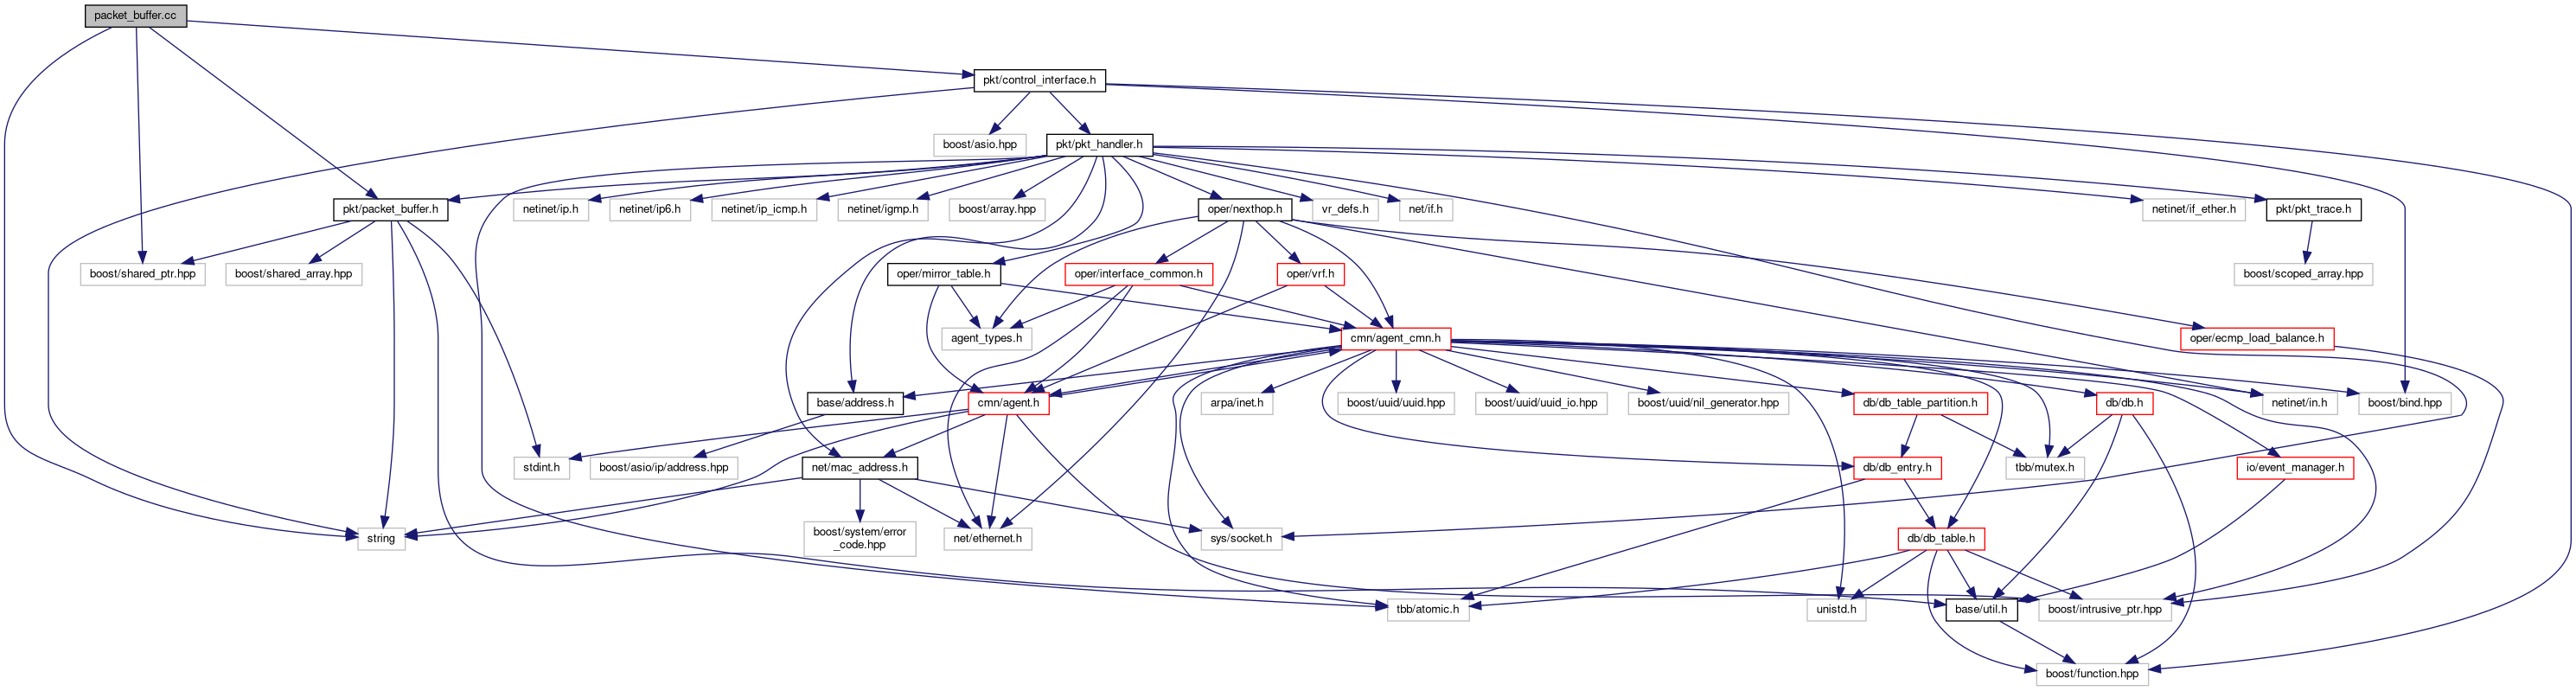 packet_buffer.cc
pkt/control_interface.h
boost/asio.hpp
pkt/pkt_handler.h
pkt/packet_buffer.h
netinet/ip.h
netinet/ip6.h
netinet/ip_icmp.h
netinet/igmp.h
boost/array.hpp
oper/nexthop.h
vr_defs.h
net/if.h
netinet/if_ether.h
pkt/pkt_trace.h
boost/shared_ptr.hpp
boost/shared_array.hpp
oper/mirror_table.h
oper/interface_common.h
oper/vrf.h
boost/scoped_array.hpp
agent_types.h
cmn/agent_cmn.h
oper/ecmp_load_balance.h
base/address.h
cmn/agent.h
arpa/inet.h
boost/uuid/uuid.hpp
boost/uuid/uuid_io.hpp
boost/uuid/nil_generator.hpp
db/db_table_partition.h
db/db.h
netinet/in.h
boost/bind.hpp
stdint.h
boost/asio/ip/address.hpp
net/mac_address.h
db/db_entry.h
tbb/mutex.h
io/event_manager.h
string
boost/system/error
_code.hpp
net/ethernet.h
sys/socket.h
db/db_table.h
tbb/atomic.h
unistd.h
base/util.h
boost/intrusive_ptr.hpp
boost/function.hpp